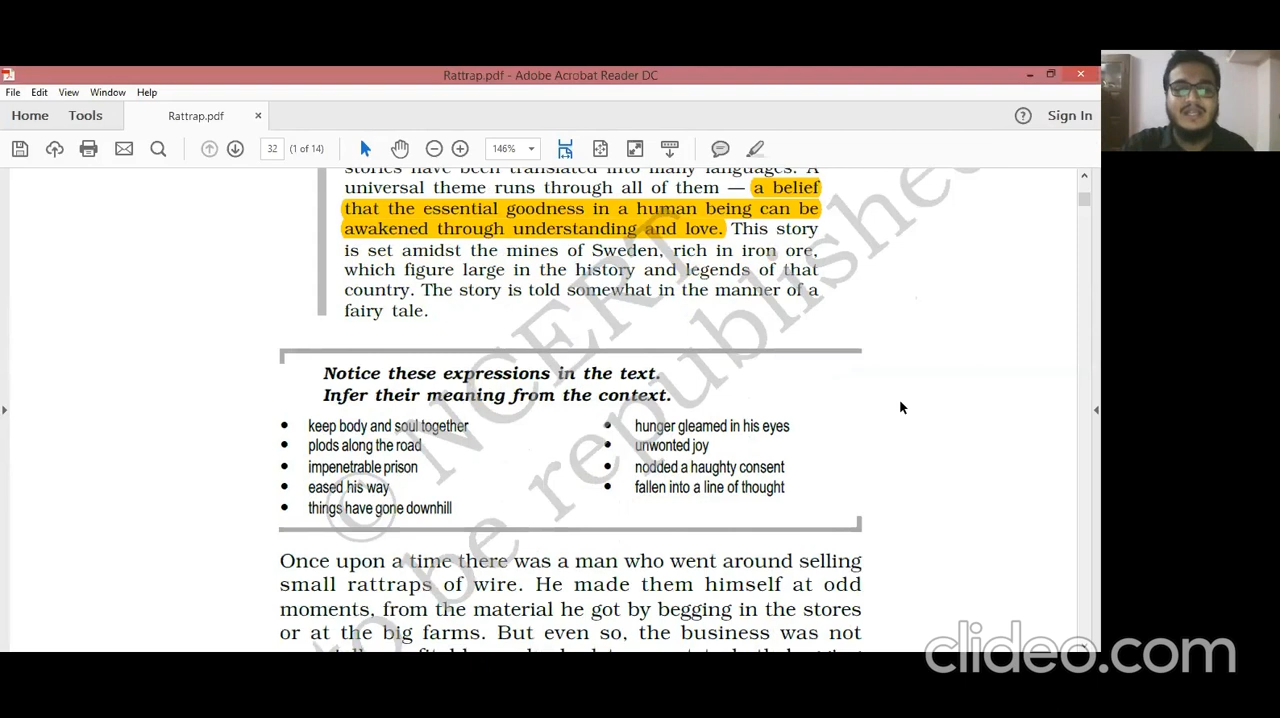 Rattrap.pdf - Adobe Acrobat Reader DC
File Edit View Window Help
Home Tools Rattrap.pdf × Sign In
32 (1 of 14) 146%
stories have been translated into many languages. A
universal theme runs through all of them — a belief
that the essential goodness in a human being can be
awakened through understanding and love. This story
is set amidst the mines of Sweden, rich in iron ore,
which figure large in the history and legends of that
country. The story is told somewhat in the manner of a
fairy tale.
Notice these expressions in the text.
Infer their meaning from the context.
• keep body and soul together
• plods along the road
• impenetrable prison
• eased his way
• things have gone downhill
• hunger gleamed in his eyes
• unwonted joy
• nodded a haughty consent
• fallen into a line of thought
Once upon a time there was a man who went around selling
small rattraps of wire. He made them himself at odd
moments, from the material he got by begging in the stores
or at the big farms. But even so, the business was not
© NCERT
to be republished
clideo.com